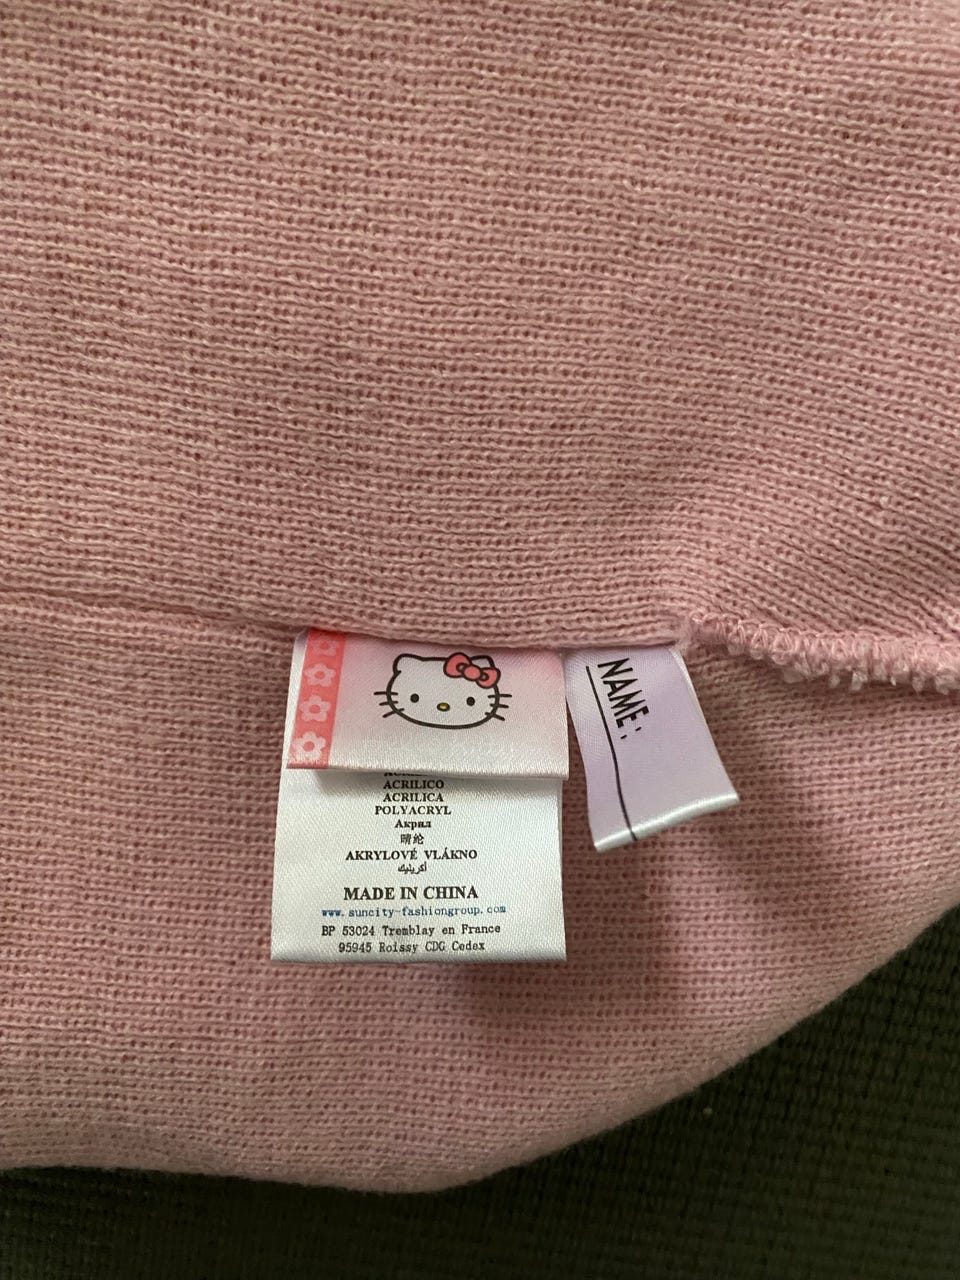 ACRILICO
ACRILICA
POLYACRYL
Акрил
晴纶
AKRYLOVÉ VLÁKNO
أكريليك
MADE IN CHINA
www.suncity-fashiongroup.com
BP 53024 Tremblay en France
95945 Roissy CDG Cedex
NAME: